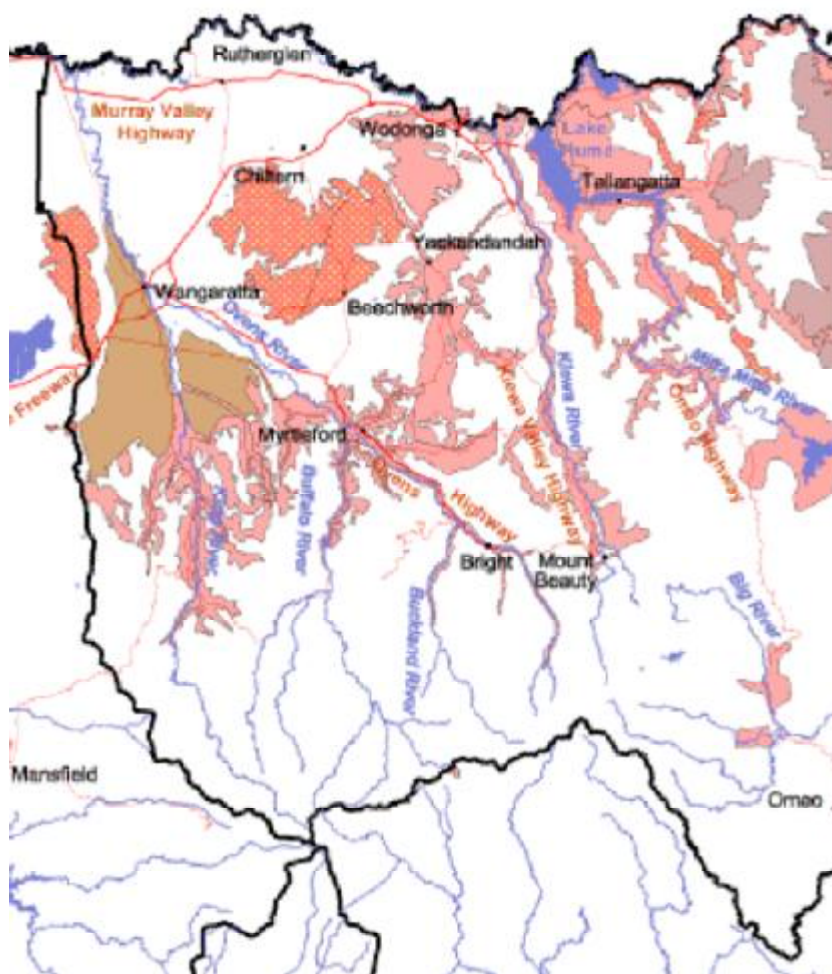 Rutherglen
Murray Valley
Highway
Wodonga
Lake
Hume
Chiltern
Tallangatta
Yackandandah
Wangaratta
Beechworth
Ovens River
Freeway
Kiewa River
Mitta Mitta River
Kiewa Valley Highway
Omeo Highway
Myrtleford
Ovens
Highway
Buffalo River
King River
Bright
Mount
Beauty
Buckland River
Big River
Mansfield
Omeo